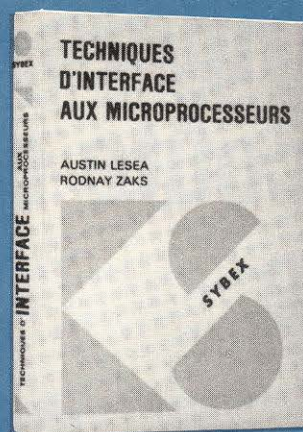 TECHNIQUES
D'INTERFACE
AUX MICROPROCESSEURS
AUSTIN LESEA
RODNAY ZAKS
SYBEX
SYBEX
TECHNIQUES D' INTERFACE AUX MICROPROCESSEURS